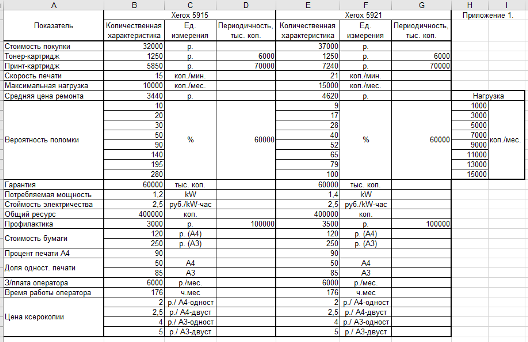 A B C D E F G H I
Xerox 5915 Xerox 5921 Приложение 1.
Показатель Количественная характеристика Ед. измерения Периодичность, тыс. коп. Количественная характеристика Ед. измерения Периодичность, тыс. коп.
Стоимость покупки 32000 р. 37000 р.
Тонер-картридж 1250 р. 6000 1250 р. 6000
Принт-картридж 5850 р. 70000 7240 р. 70000
Скорость печати 15 коп./мин 21 коп./мин
Максимальная нагрузка 10000 коп./мес. 15000 коп./мес.
Средняя цена ремонта 3440 р. 4620 р. Нагрузка
Вероятность поломки % 60000 % 60000 коп./мес
10 9 1000
20 17 3000
30 28 5000
50 40 7000
90 52 9000
140 65 11000
195 79 13000
280 100 15000
Гарантия 60000 тыс. коп. 60000 тыс. коп.
Потребляемая мощность 1,2 kW 1,4 kW
Стоимость электричества 2,5 руб./kW-час 2,5 руб./kW-час
Общий ресурс 400000 коп. 400000 коп.
Профилактика 3000 р. 100000 3500 р. 100000
Стоимость бумаги 120 р. (A4) 120 р. (A4)
250 р. (A3) 250 р. (A3)
Процент печати A4 90 90
Доля одност. печати 50 A4 50 A4
85 A3 85 A3
З/плата оператора 6000 р./мес. 6000 р./мес.
Время работы оператора 176 ч.мес 176 ч.мес
Цена ксерокопии 2 р./ A4-одност 2 р./ A4-одност
2,5 р./ A4-двуст 2,5 р./ A4-двуст
4 р./ A3-одност 4 р./ A3-одност
5 р./ A3-двуст 5 р./ A3-двуст